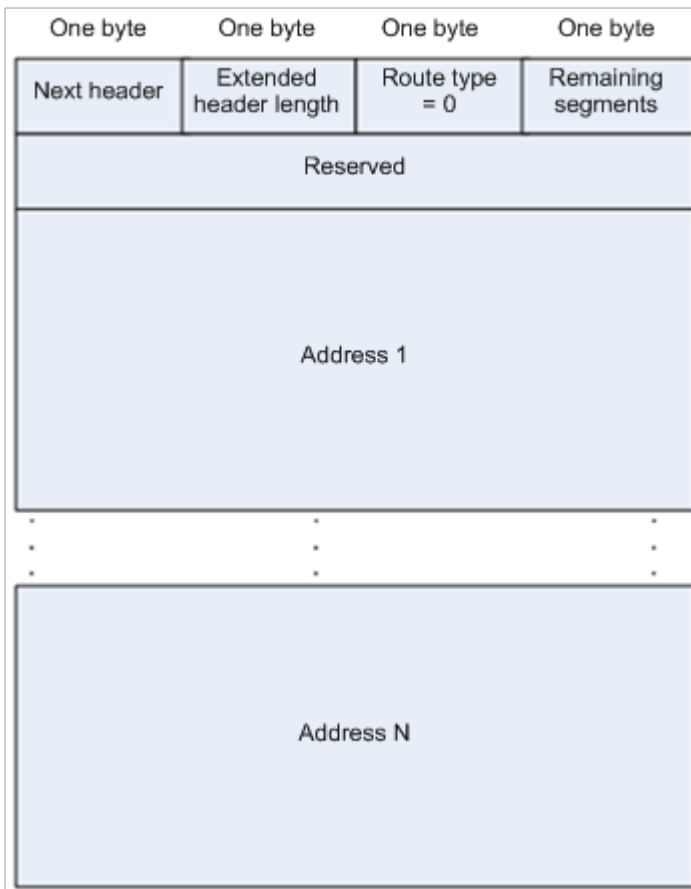 One byte One byte One byte One byte
Next header
Extended
header length
Route type
= 0
Remaining
segments
Reserved
Address 1
Address N